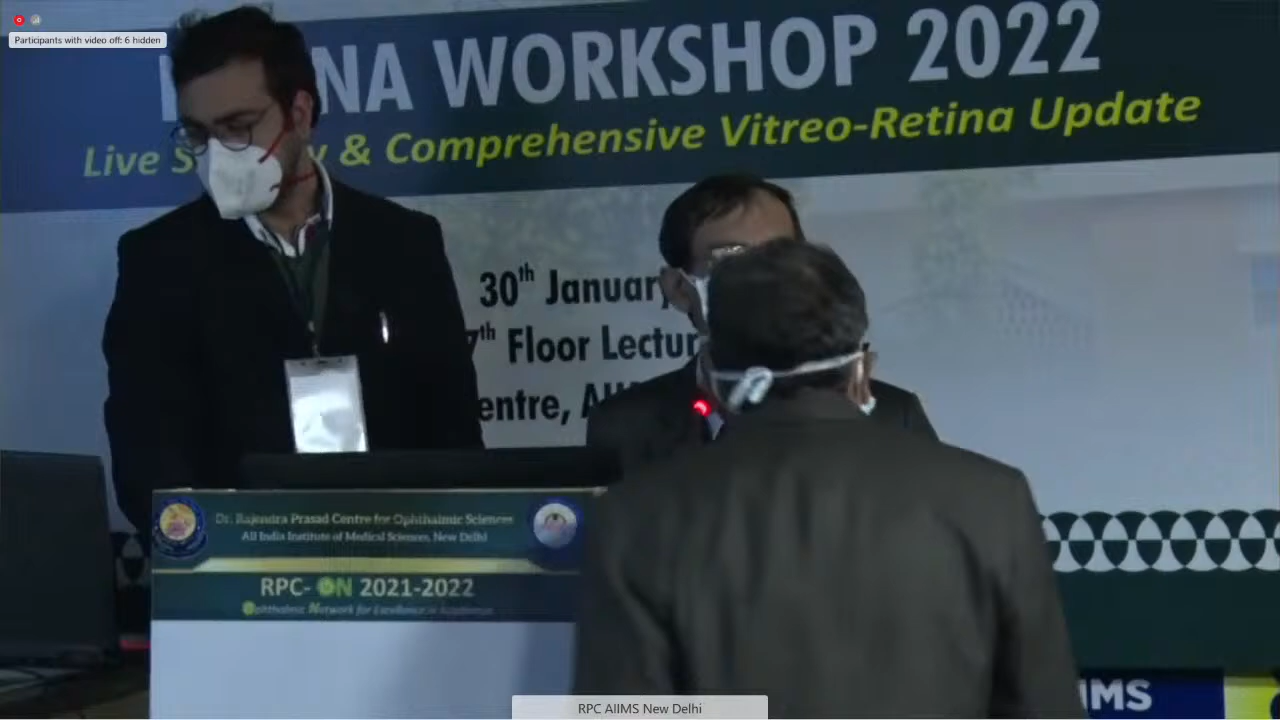 Participants with video off: 6 hidden
NA WORKSHOP 2022
Live S y & Comprehensive Vitreo-Retina Update
30th January
7th Floor Lectur
entre, AII
Dr. Rajendra Prasad Centre for Ophthalmic Sciences
All India Institute of Medical Sciences, New Delhi
RPC- ON 2021-2022
Ophthalmic Network for Excellence in Academics
IMS
RPC AIIMS New Delhi